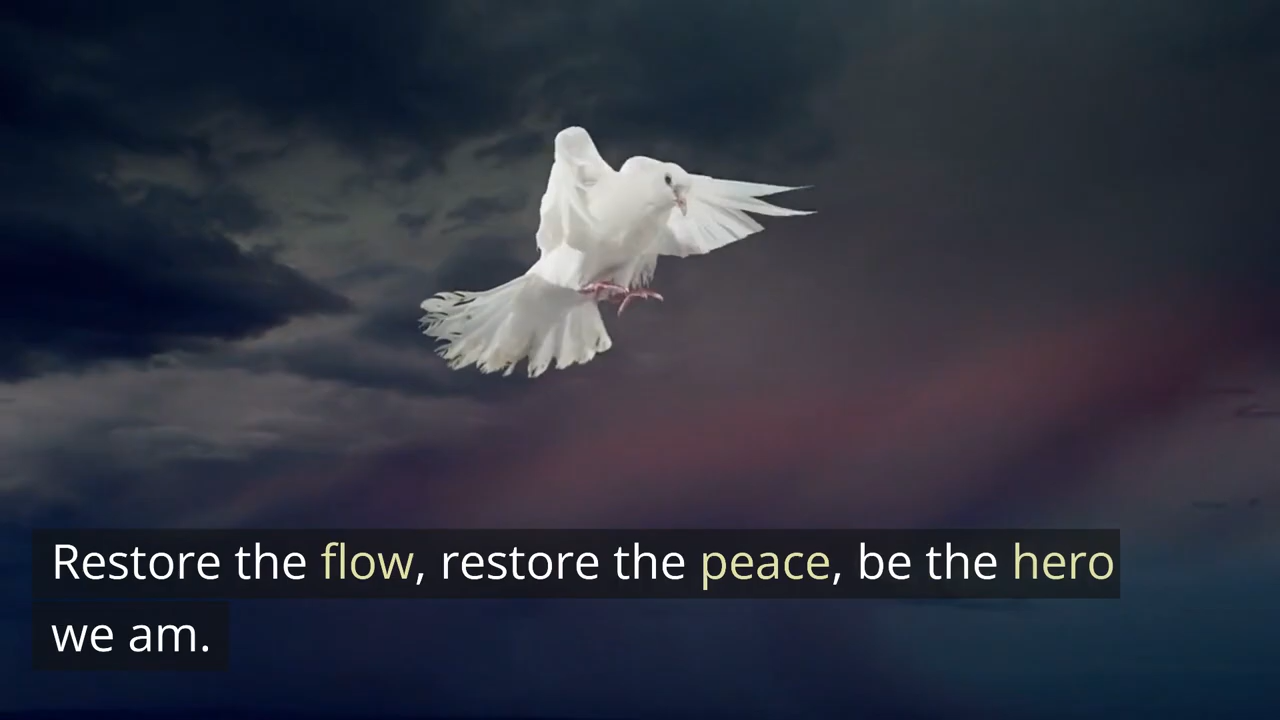 Restore the flow, restore the peace, be the hero
we am.